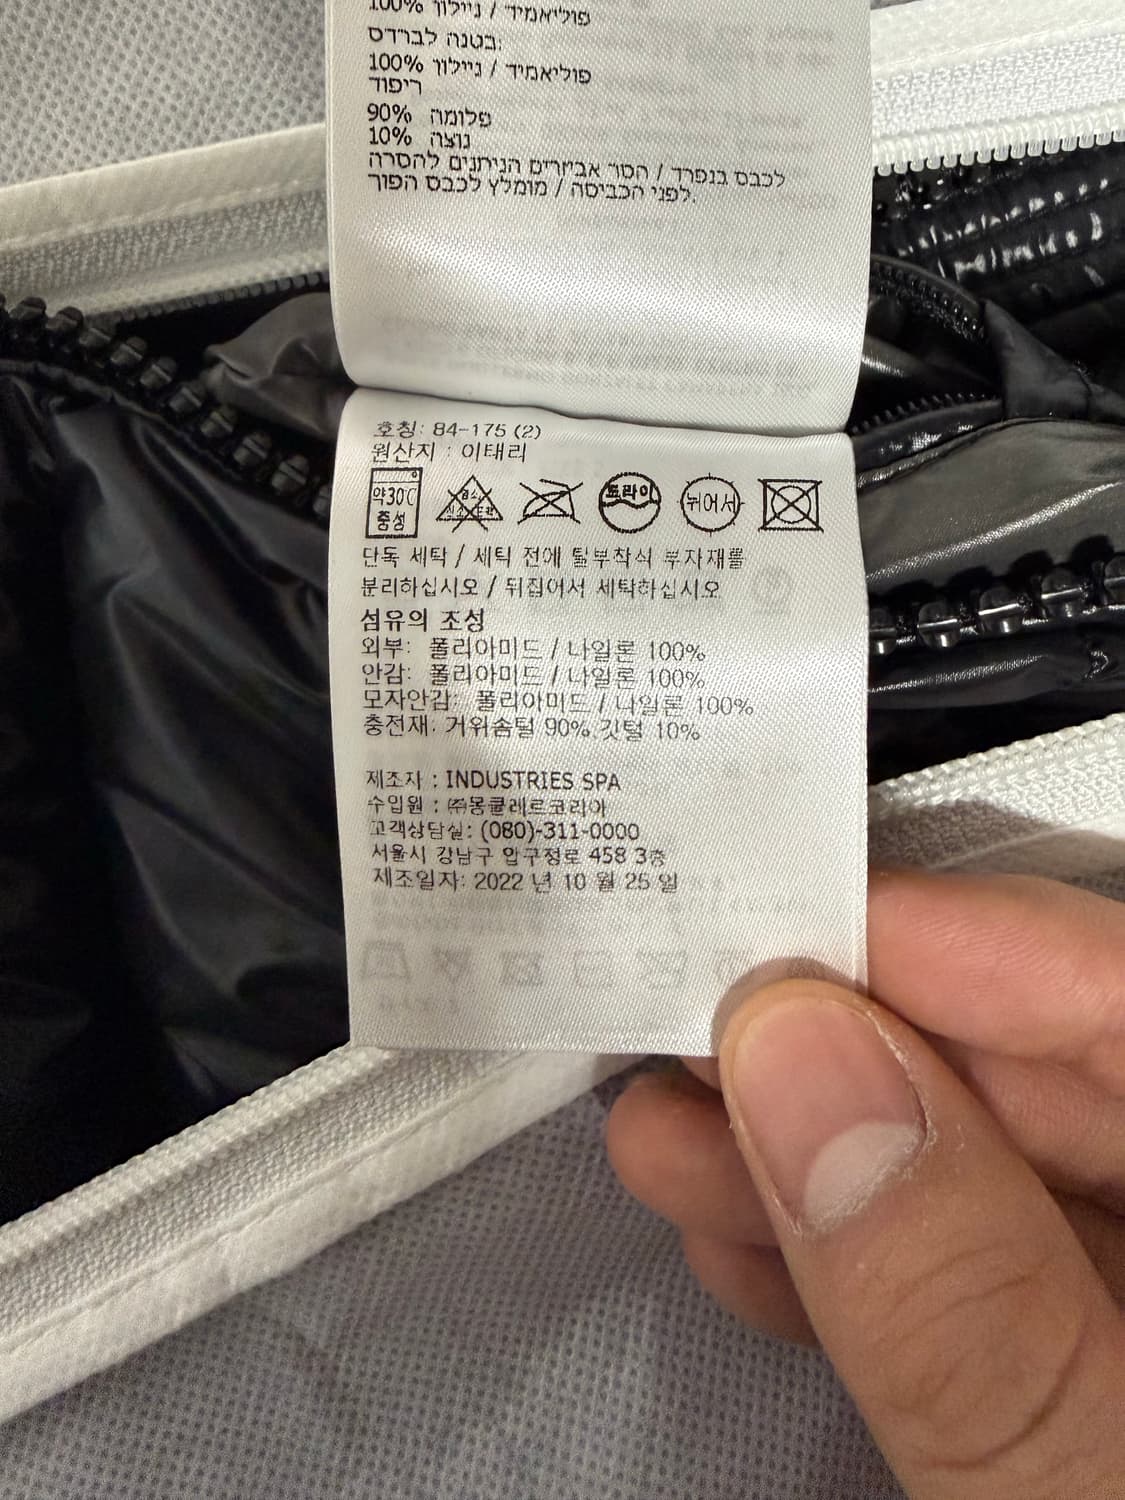 100% פוליאמיד / ניילון
בטנה לברדס:
100% פוליאמיד / ניילון
ריפוד
90% פלומה
10% נוצה
לכבס בנפרד / הסר אביזרים הניתנים להסרה
לפני הכביסה / מומלץ לכבס הפוך.
호칭: 84-175 (2)
원산지 : 이태리
약30℃ 중성 드라이 뉘어서
단독 세탁 / 세탁 전에 탈부착식 부자재를
분리하십시오 / 뒤집어서 세탁하십시오
섬유의 조성
외부: 폴리아미드 / 나일론 100%
안감: 폴리아미드 / 나일론 100%
모자안감: 폴리아미드 / 나일론 100%
충전재: 거위솜털 90% 깃털 10%
제조자 : INDUSTRIES SPA
수입원 : ㈜몽클레르코리아
고객상담실: (080)-311-0000
서울시 강남구 압구정로 458 3층
제조일자: 2022 년 10 월 25 일